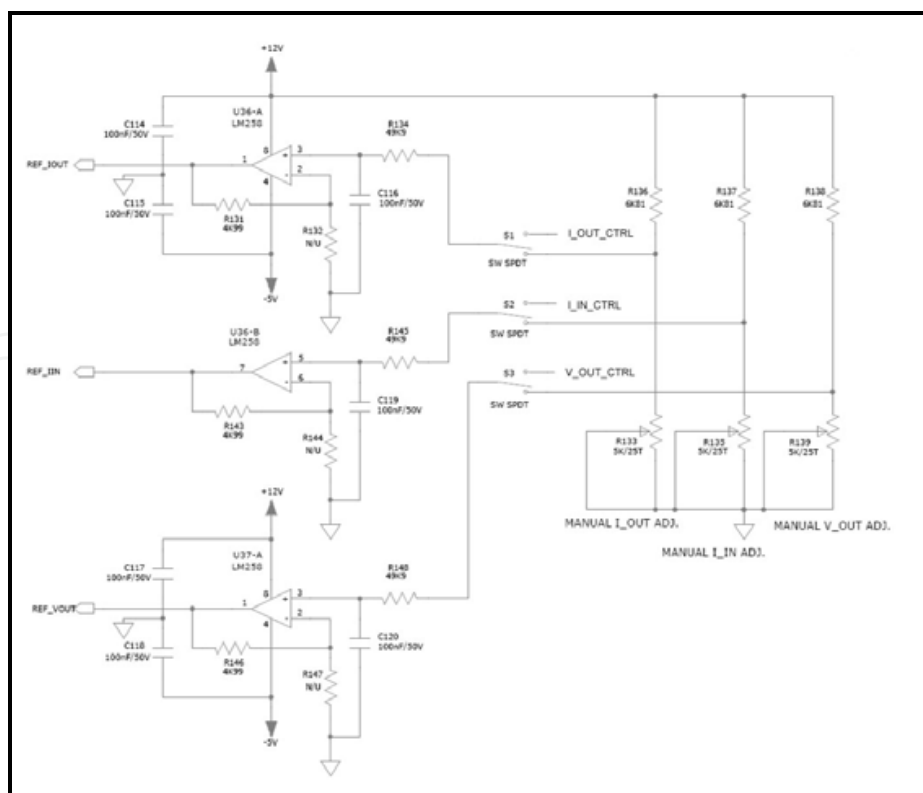 +12V
C114
100nF/50V
U36-A
LM258
8
1
3
2
4
R134
49K9
REF_IOUT
C115
100nF/50V
R131
4K99
R132
N/U
C116
100nF/50V
-5V
R136
6K81
R137
6K81
R138
6K81
S1
I_OUT_CTRL
SW SPDT
S2
I_IN_CTRL
SW SPDT
S3
V_OUT_CTRL
SW SPDT
U36-B
LM258
5
6
7
R145
49K9
REF_IIN
R143
4K99
R144
N/U
C119
100nF/50V
R133
5K/25T
R135
5K/25T
R139
5K/25T
MANUAL I_OUT ADJ.
MANUAL V_OUT ADJ.
MANUAL I_IN ADJ.
+12V
C117
100nF/50V
U37-A
LM258
8
1
3
2
4
R148
49K9
REF_VOUT
C118
100nF/50V
R146
4K99
R147
N/U
C120
100nF/50V
-5V